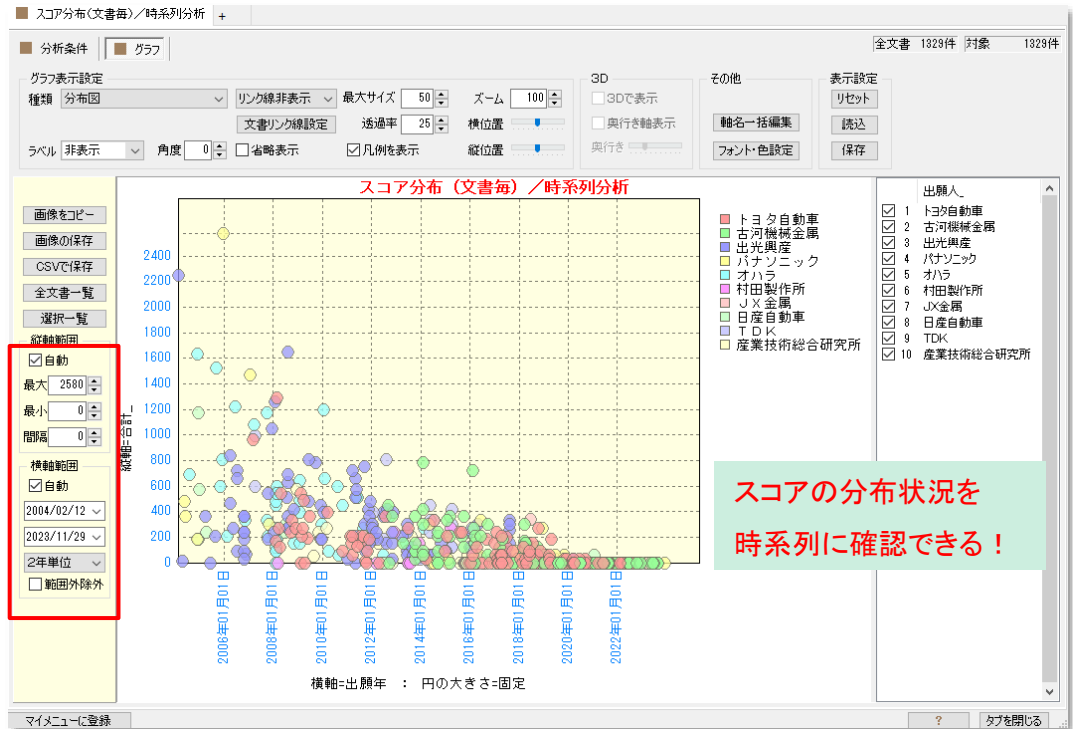 スコア分布(文書毎)／時系列分析 +
分析条件 グラフ
全文書 1329件 対象 1329件
グラフ表示設定
種類 分布図
リンク線非表示
最大サイズ 50
ズーム 100
文書リンク線設定
透過率 25
横位置
ラベル 非表示
角度 0
省略表示
凡例を表示
縦位置
3D
3Dで表示
奥行き軸表示
奥行き
その他
軸名一括編集
フォント・色設定
表示設定
リセット
読込
保存
画像をコピー
画像の保存
CSVで保存
全文書一覧
選択一覧
縦軸範囲
自動
最大 2580
最小 0
間隔 0
横軸範囲
自動
2004/02/12
2023/11/29
2年単位
範囲外除外
スコア分布（文書毎）／時系列分析
縦軸=合計_
2400
2200
2000
1800
1600
1400
1200
1000
800
600
400
200
0
2006年01月01日
2008年01月01日
2010年01月01日
2012年01月01日
2014年01月01日
2016年01月01日
2018年01月01日
2020年01月01日
2022年01月01日
横軸=出願年 ： 円の大きさ=固定
トヨタ自動車
古河機械金属
出光興産
パナソニック
オハラ
村田製作所
ＪＸ金属
日産自動車
ＴＤＫ
産業技術総合研究所
出願人_
1 トヨタ自動車
2 古河機械金属
3 出光興産
4 パナソニック
5 オハラ
6 村田製作所
7 JX金属
8 日産自動車
9 TDK
10 産業技術総合研究所
スコアの分布状況を
時系列に確認できる！
マイメニューに登録
?
タブを閉じる